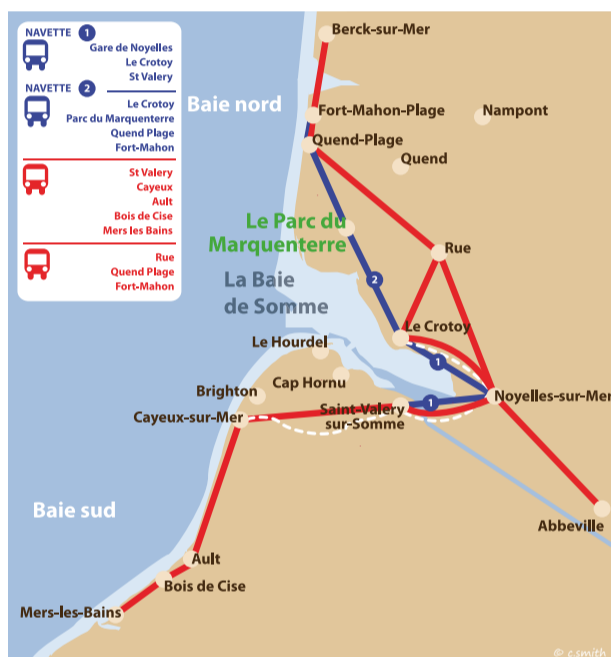 NAVETTE 1
Gare de Noyelles
Le Crotoy
St Valery
NAVETTE 2
Le Crotoy
Parc du Marquenterre
Quend Plage
Fort-Mahon
St Valery
Cayeux
Ault
Bois de Cise
Mers les Bains
Rue
Quend Plage
Fort-Mahon
Berck-sur-Mer
Baie nord
Fort-Mahon-Plage
Nampont
Quend-Plage
Quend
Le Parc du
Marquenterre
Rue
2
La Baie
de Somme
Le Crotoy
Le Hourdel
1
Cap Hornu
Brighton
Noyelles-sur-Mer
1
Cayeux-sur-Mer
Saint-Valery
sur-Somme
Baie sud
Abbeville
Ault
Bois de Cise
Mers-les-Bains
© c.smith